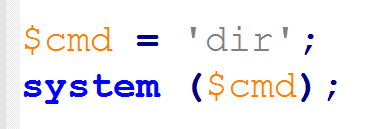 $cmd = 'dir';
system ($cmd);